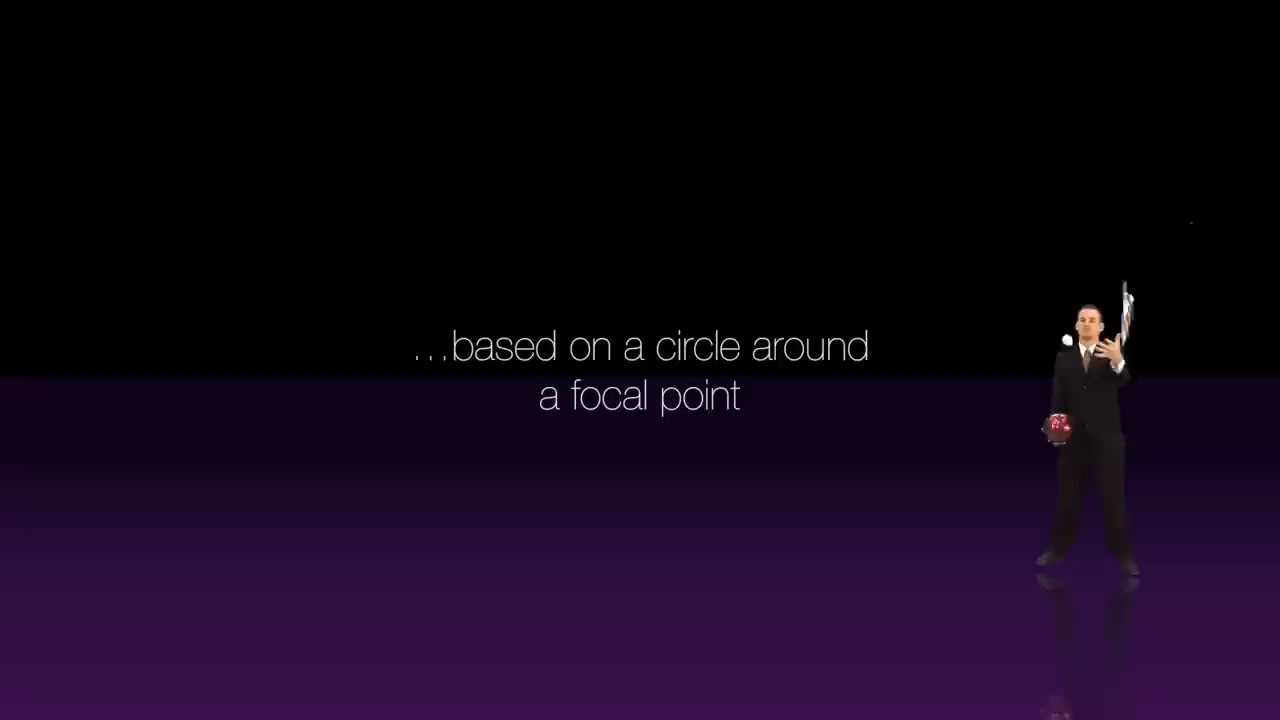 …based on a circle around
a focal point